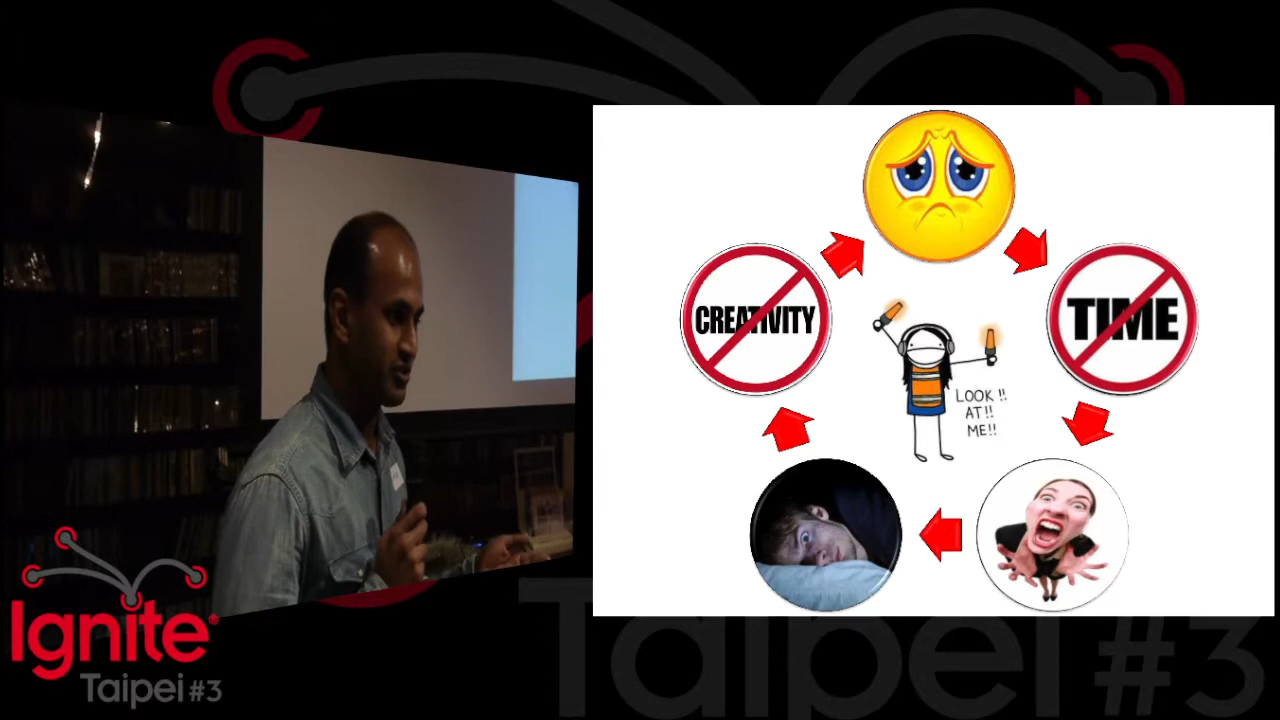 CREATIVITY
TIME
LOOK !!
AT!!
ME!!
Ignite®
Taipei #3
Taipei #3